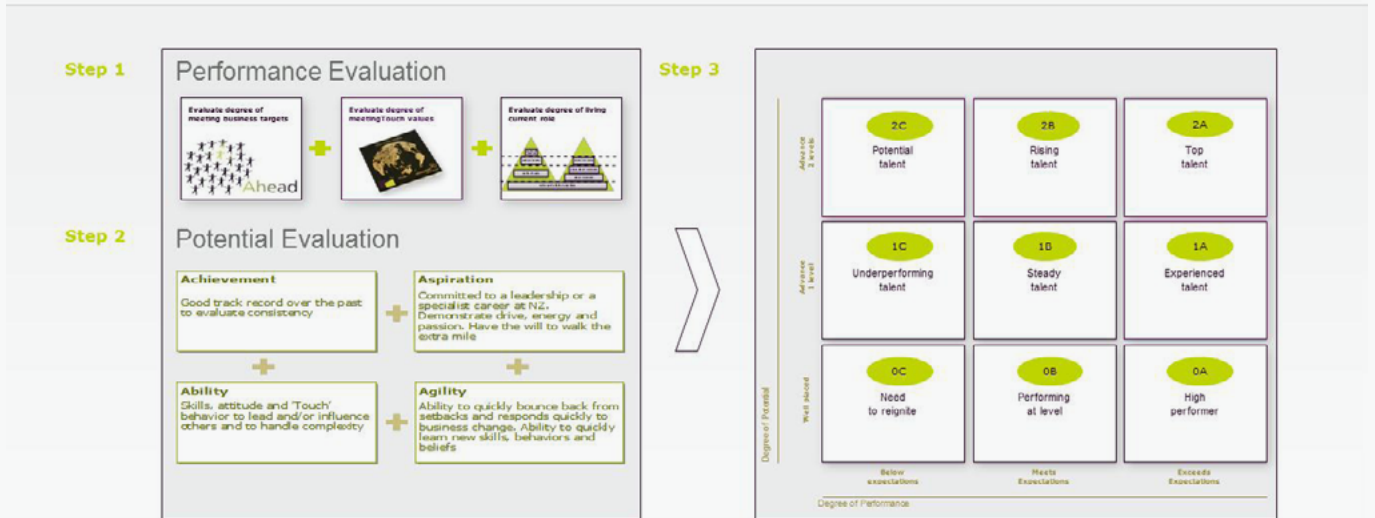 Step 1
Performance Evaluation
Evaluate degree of
meeting business targets
Ahead
Evaluate degree of
meetingTouch values
Evaluate degree of living
current role
Step 2
Potential Evaluation
Achievement
Good track record over the past
to evaluate consistency
Aspiration
Committed to a leadership or a
specialist career at NZ.
Demonstrate drive, energy and
passion. Have the will to walk the
extra mile
Ability
Skills, attitude and 'Touch'
behavior to lead and/or influence
others and to handle complexity
Agility
Ability to quickly bounce back from
setbacks and responds quickly to
business change. Ability to quickly
learn new skills, behaviors and
beliefs
Step 3
Degree of Potential
Advance
2 levels
2C
Potential
talent
2B
Rising
talent
2A
Top
talent
Advance
1 level
1C
Underperforming
talent
1B
Steady
talent
1A
Experienced
talent
Well placed
0C
Need
to reignite
0B
Performing
at level
0A
High
performer
Below
expectations
Meets
Expectations
Exceeds
Expectations
Degree of Performance